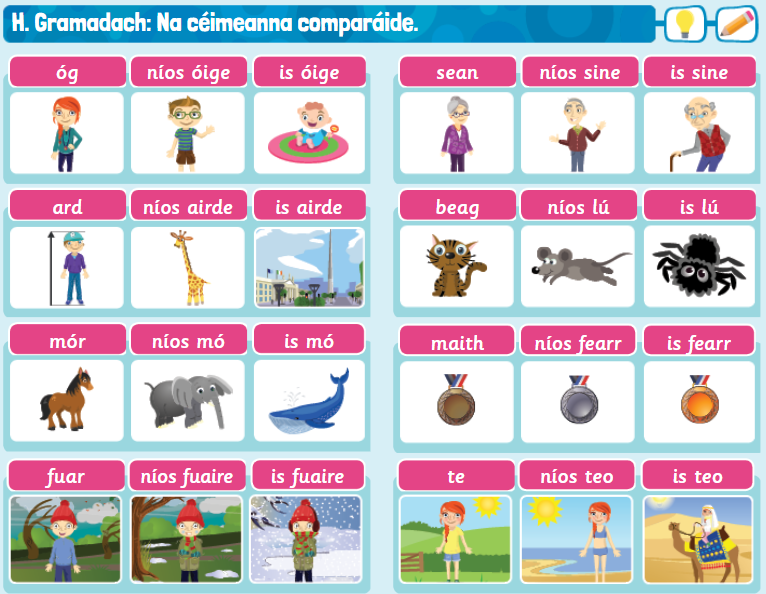 H. Gramadach: Na céimeanna comparáide.
óg níos óige is óige
sean níos sine is sine
ard níos airde is airde
beag níos lú is lú
mór níos mó is mó
maith níos fearr is fearr
fuar níos fuaire is fuaire
te níos teo is teo